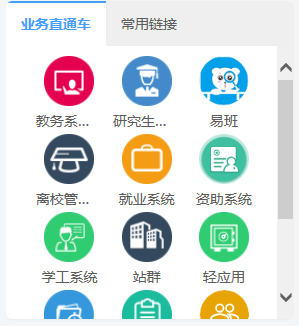 业务直通车 常用链接
教务系... 研究生... 易班
离校管... 就业系统 资助系统
学工系统 站群 轻应用